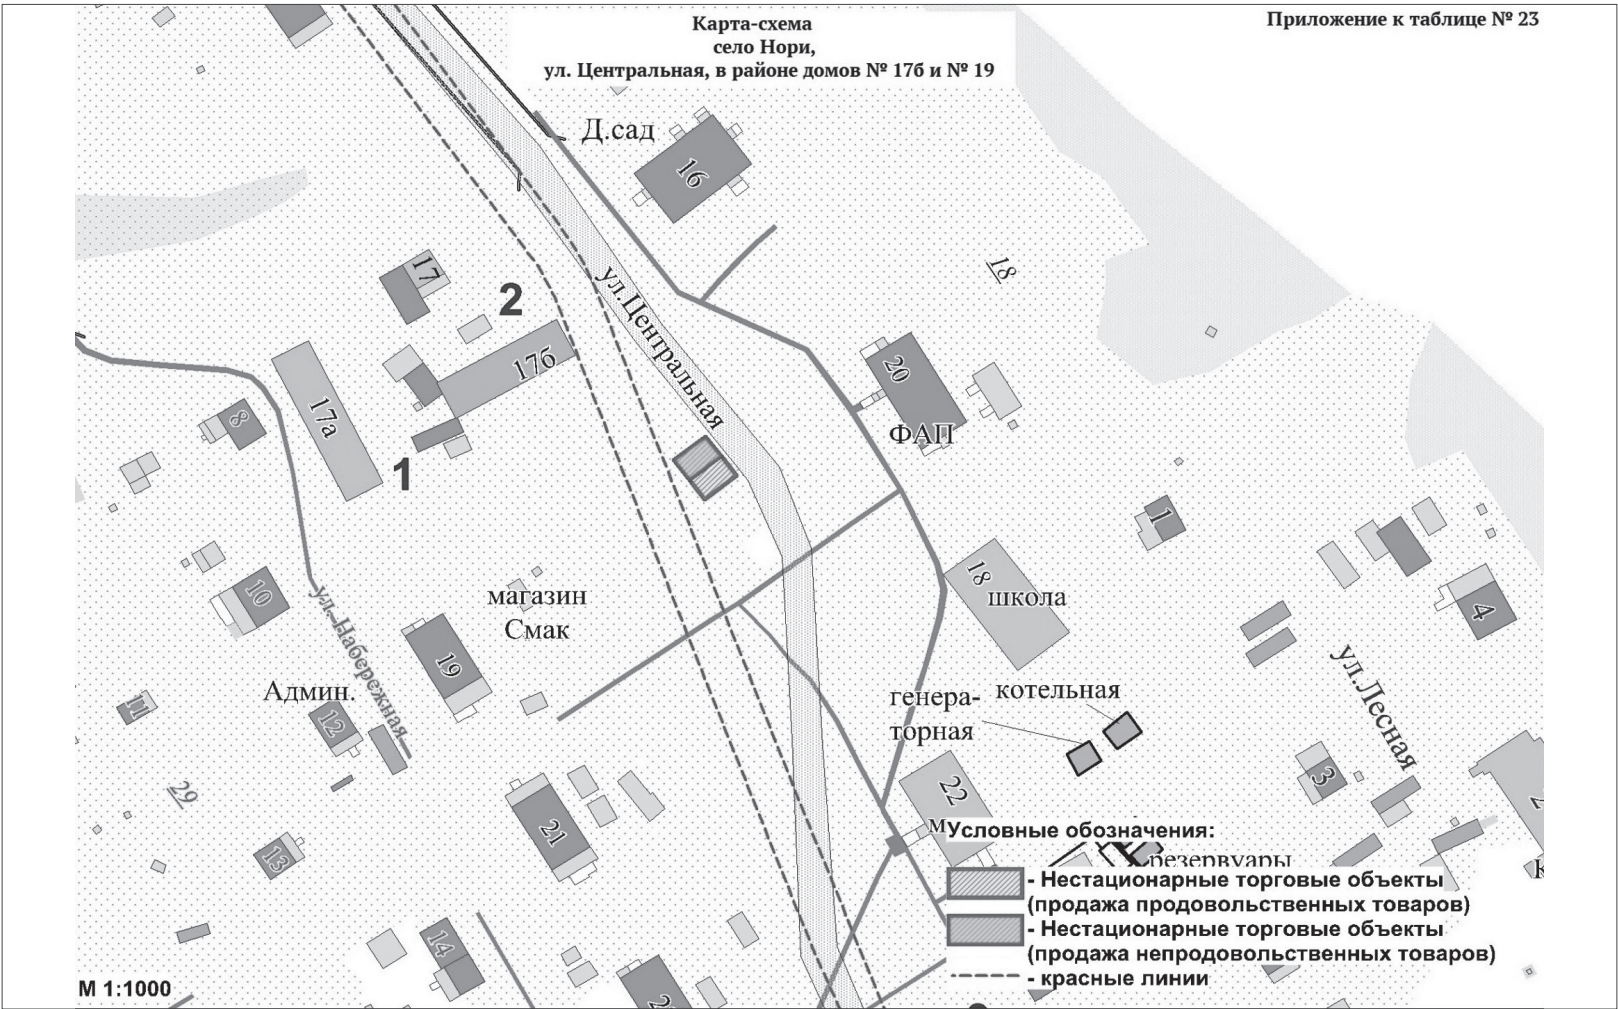 Карта-схема
село Нори,
ул. Центральная, в районе домов № 17б и № 19
Приложение к таблице № 23
Д.сад
16
18
17
2
ул.Центральная
17б
20
17а
8
ФАП
1
1
10
18
школа
магазин
Смак
4
ул. Набережная
19
ул.Лесная
Админ.
11
12
генера-
торная
котельная
29
22
3
21
13
м
Условные обозначения:
резервуары
К
- Нестационарные торговые объекты
(продажа продовольственных товаров)
- Нестационарные торговые объекты
(продажа непродовольственных товаров)
- красные линии
14
М 1:1000